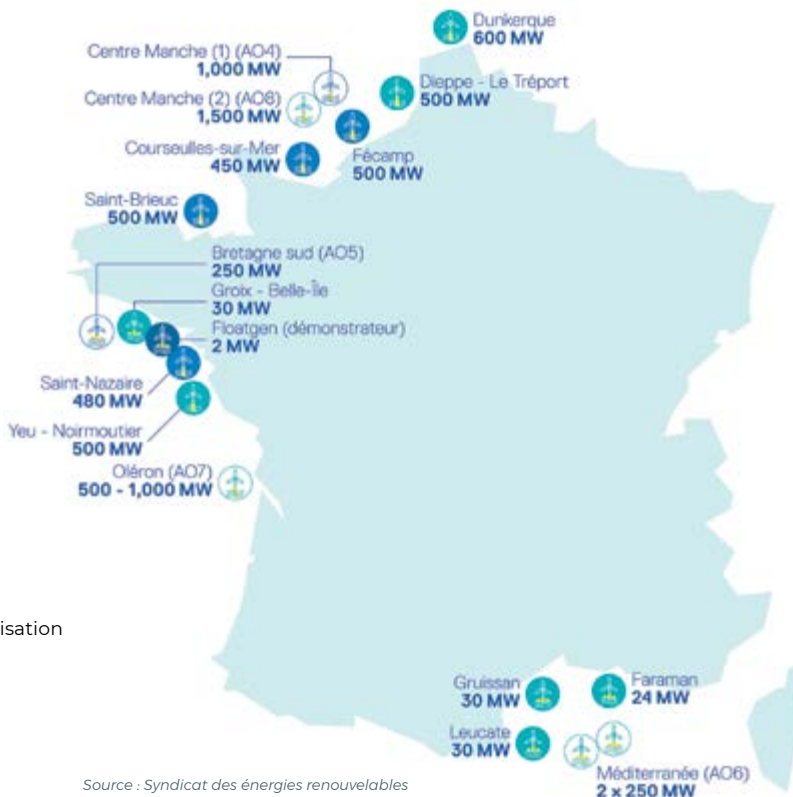 Dunkerque
600 MW
Centre Manche (1) (AO4)
1,000 MW
Dieppe - Le Tréport
500 MW
Centre Manche (2) (AO8)
1,500 MW
Courseulles-sur-Mer
450 MW
Fécamp
500 MW
Saint-Brieuc
500 MW
Bretagne sud (AO5)
250 MW
Groix - Belle-Île
30 MW
Floatgen (démonstrateur)
2 MW
Saint-Nazaire
480 MW
Yeu - Noirmoutier
500 MW
Oléron (AO7)
500 - 1,000 MW
isation
Gruissan
30 MW
Faraman
24 MW
Leucate
30 MW
Méditerranée (AO6)
2 x 250 MW
Source : Syndicat des énergies renouvelables